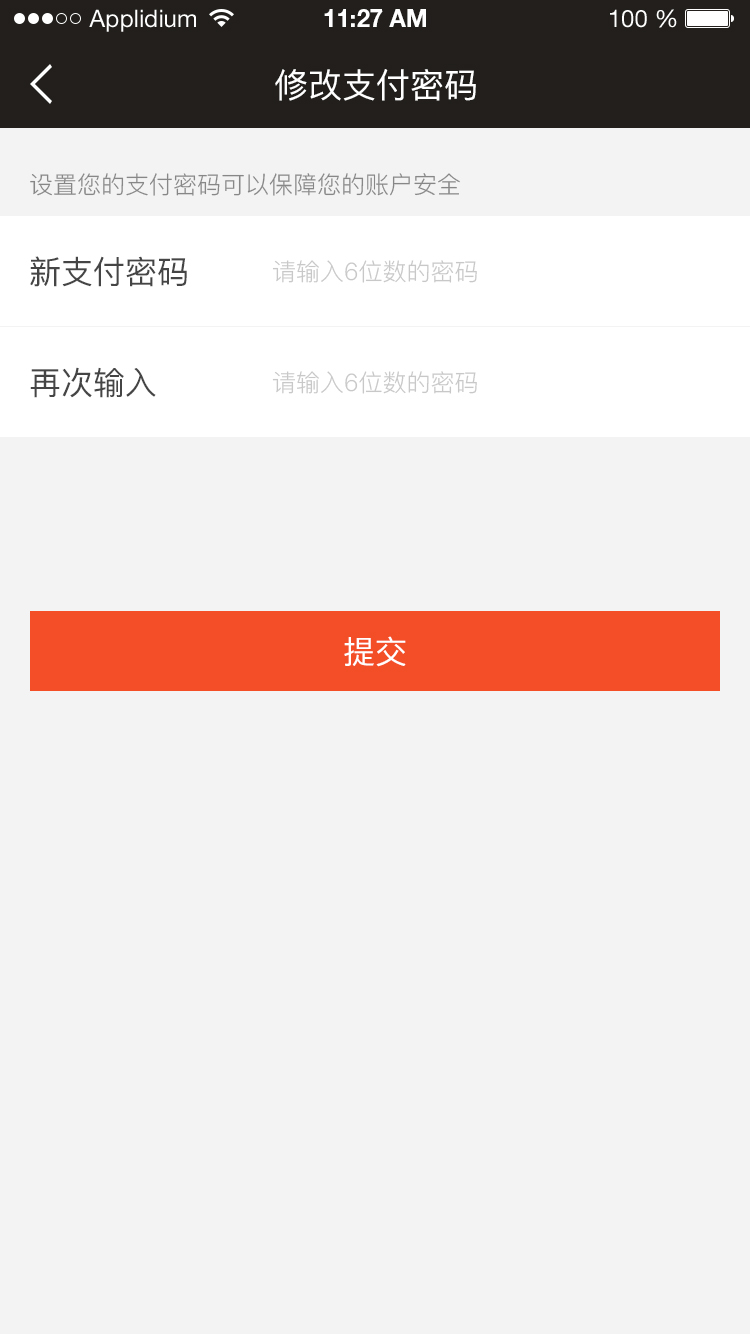 Applidium 11:27 AM 100 %
修改支付密码
设置您的支付密码可以保障您的账户安全
新支付密码 请输入6位数的密码
再次输入 请输入6位数的密码
提交